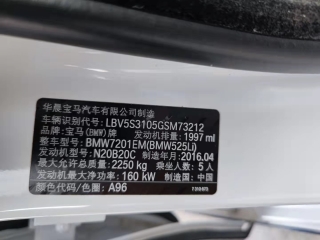 华晨宝马汽车有限公司制造
车辆识别代号: LBV5S3105GSM73212
品牌: 宝马(BMW)牌 发动机排量: 1997 ml
整车型号: BMW7201EM(BMW525Li)
发动机型号: N20B20C 制造年月: 2016.04
最大允许总质量: 2250 kg 乘坐人数: 5 人
发动机最大净功率: 160 kW 制造国: 中国
颜色代号/色圈: A96